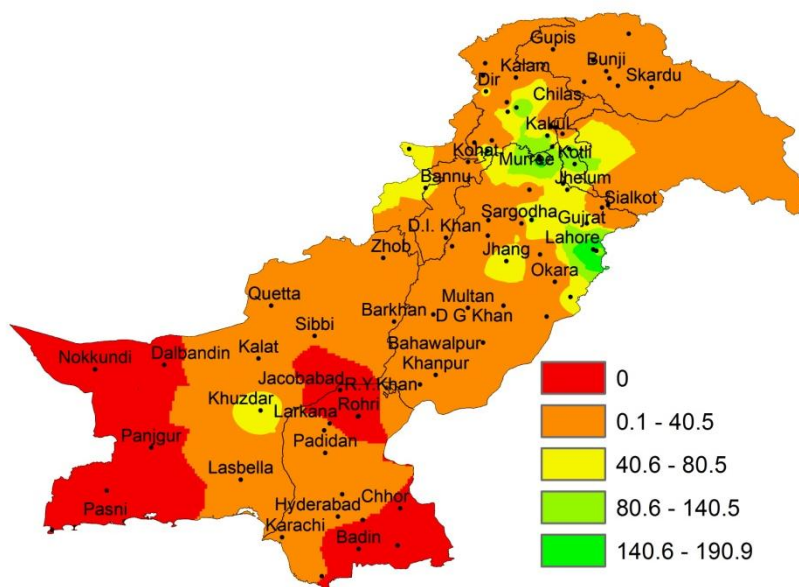 Gupis
Kalam
Bunji
Dir
Skardu
Chilas
Kakul
Kohat
Murree
Kotli
Bannu
Jhelum
Sialkot
Sargodha
Gujrat
D.I. Khan
Lahore
Zhob
Jhang
Okara
Quetta
Multan
Barkhan
D G Khan
Sibbi
Nokkundi
Dalbandin
Kalat
Bahawalpur
Khanpur
Jacobabad
R.Y.Khan
Khuzdar
Larkana
Rohri
Panjgur
Padidan
Lasbella
Pasni
Hyderabad
Chhor
Karachi
Badin
0
0.1 - 40.5
40.6 - 80.5
80.6 - 140.5
140.6 - 190.9